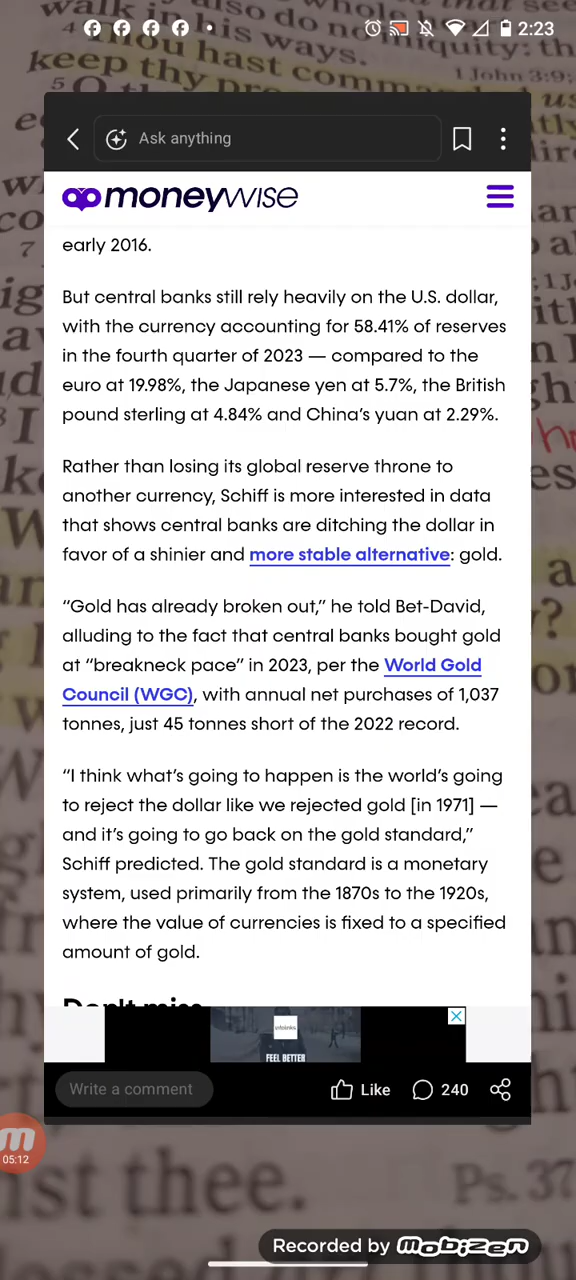 walk in his ways.
4 Thou hast
keep thy
1 John 3:9;
2:23
Ask anything
moneywise
early 2016.
But central banks still rely heavily on the U.S. dollar,
with the currency accounting for 58.41% of reserves
in the fourth quarter of 2023 — compared to the
euro at 19.98%, the Japanese yen at 5.7%, the British
pound sterling at 4.84% and China’s yuan at 2.29%.
Rather than losing its global reserve throne to
another currency, Schiff is more interested in data
that shows central banks are ditching the dollar in
favor of a shinier and more stable alternative: gold.
“Gold has already broken out,” he told Bet-David,
alluding to the fact that central banks bought gold
at “breakneck pace” in 2023, per the World Gold
Council (WGC), with annual net purchases of 1,037
tonnes, just 45 tonnes short of the 2022 record.
“I think what’s going to happen is the world’s going
to reject the dollar like we rejected gold [in 1971] —
and it’s going to go back on the gold standard,”
Schiff predicted. The gold standard is a monetary
system, used primarily from the 1870s to the 1920s,
where the value of currencies is fixed to a specified
amount of gold.
Don't miss
infolinks
FEEL BETTER
Write a comment
Like
240
05:12
ist thee.
Ps. 37
Recorded by mobizen